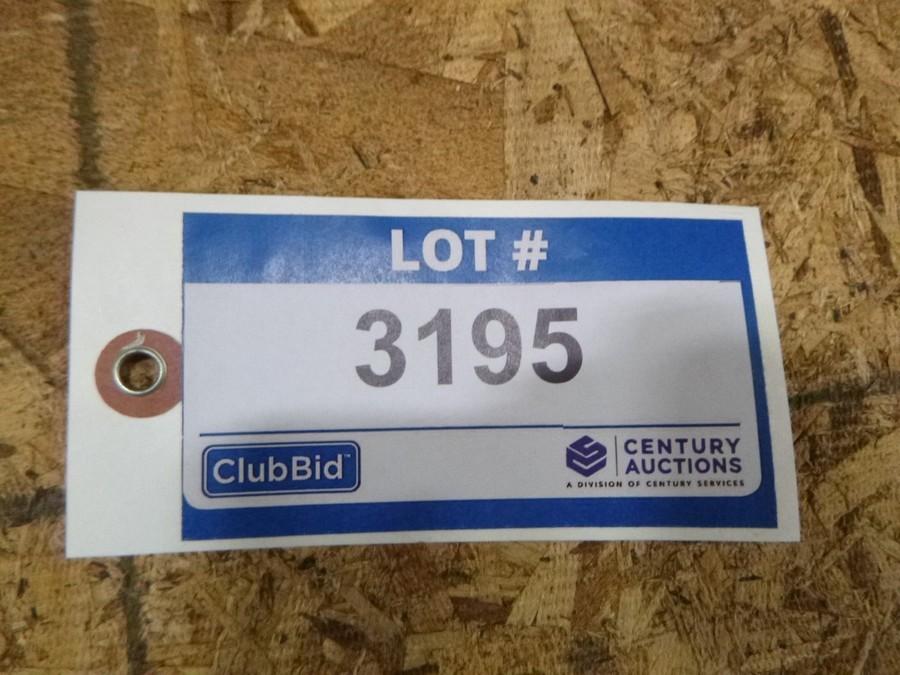 LOT #
3195
ClubBid™
CENTURY
AUCTIONS
A DIVISION OF CENTURY SERVICES